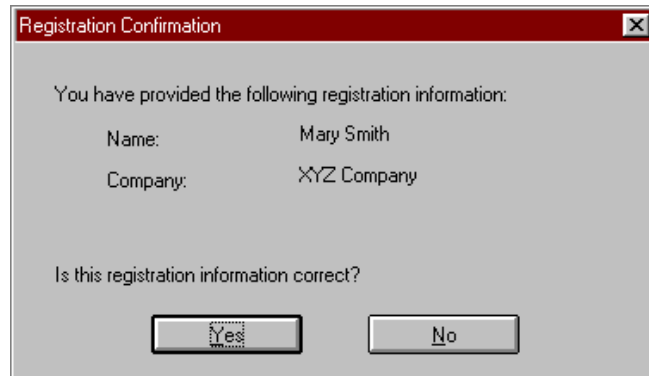 Registration Confirmation
You have provided the following registration information:
Name: Mary Smith
Company: XYZ Company
Is this registration information correct?
Yes No